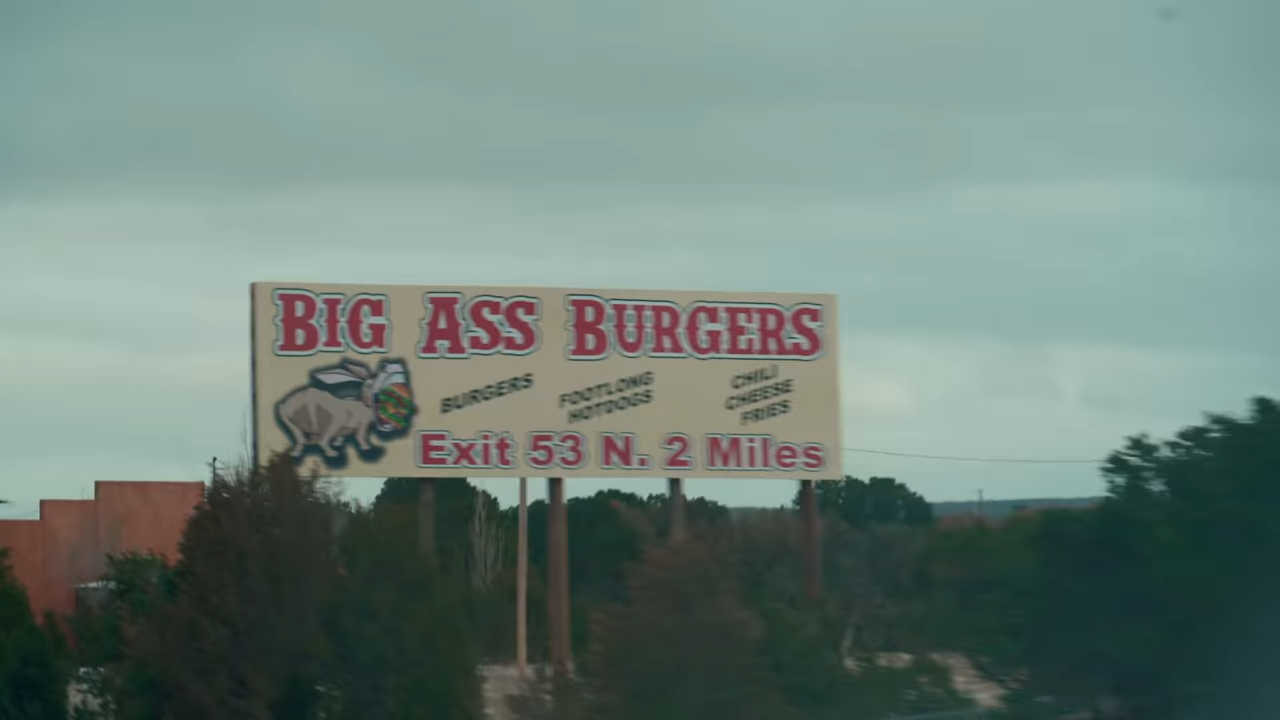 BIG ASS BURGERS
BURGERS
FOOTLONG
HOTDOGS
CHILI
CHEESE
FRIES
Exit 53 N. 2 Miles